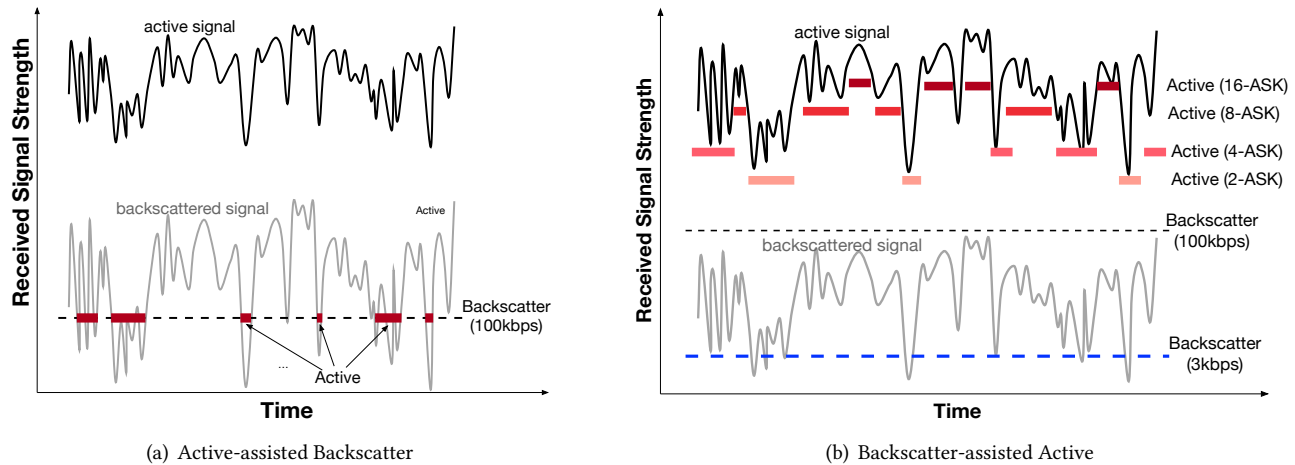 Received Signal Strength
active signal
backscattered signal
Active
Backscatter
(100kbps)
...
Active
Time
(a) Active-assisted Backscatter
Received Signal Strength
active signal
Active (16-ASK)
Active (8-ASK)
Active (4-ASK)
Active (2-ASK)
Backscatter
(100kbps)
backscattered signal
Backscatter
(3kbps)
Time
(b) Backscatter-assisted Active